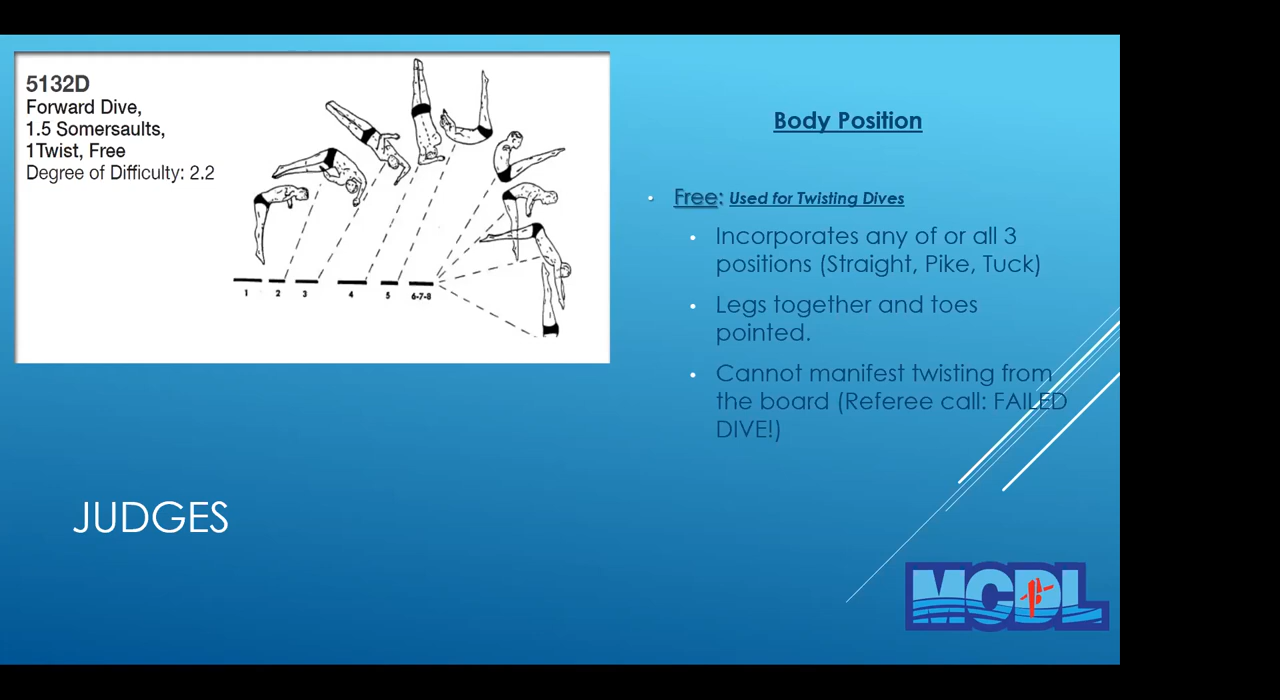 5132D
Forward Dive,
1.5 Somersaults,
1Twist, Free
Degree of Difficulty: 2.2
1 2 3 4 5 6-7-8
Body Position
Free: Used for Twisting Dives
Incorporates any of or all 3
positions (Straight, Pike, Tuck)
Legs together and toes
pointed.
Cannot manifest twisting from
the board (Referee call: FAILED
DIVE!)
JUDGES
MCDL